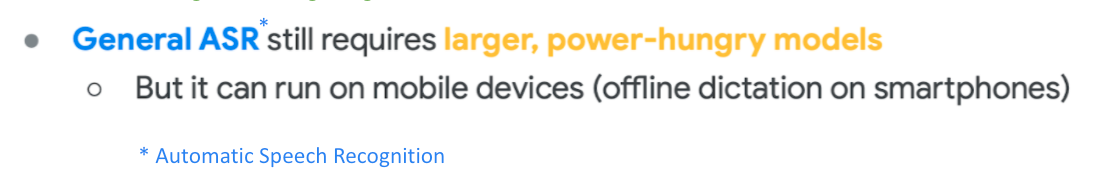 • General ASR* still requires larger, power-hungry models
○ But it can run on mobile devices (offline dictation on smartphones)
* Automatic Speech Recognition